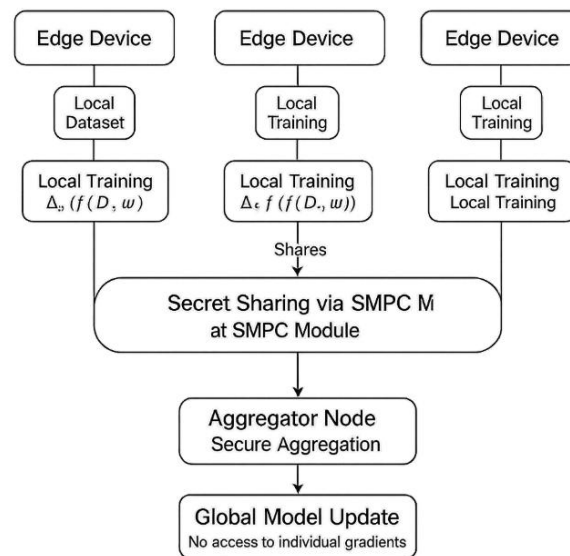 Edge Device
Edge Device
Edge Device
Local
Dataset
Local
Training
Local
Training
Local Training
Δ (f(D, w)
Local Training
Δ f(f(D., w))
Local Training
Local Training
Shares
Secret Sharing via SMPC M
at SMPC Module
Aggregator Node
Secure Aggregation
Global Model Update
No access to individual gradients